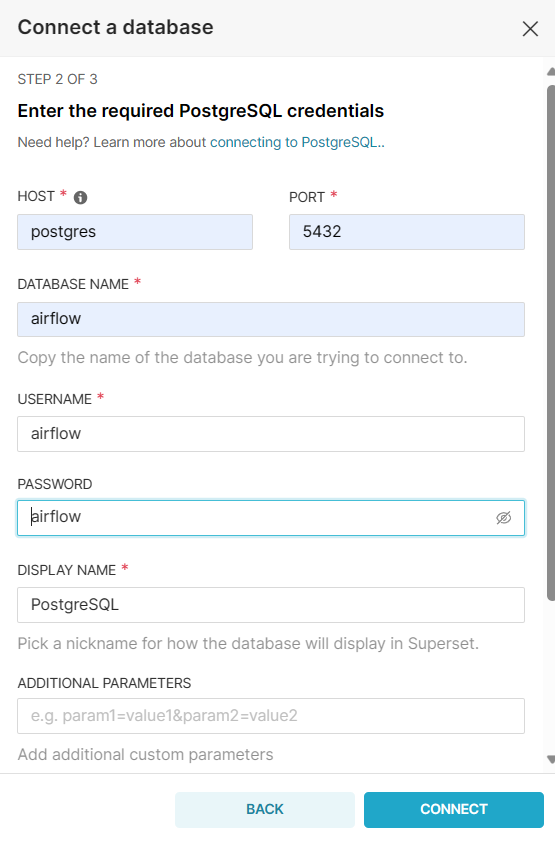 Connect a database
STEP 2 OF 3
Enter the required PostgreSQL credentials
Need help? Learn more about connecting to PostgreSQL..
HOST *
PORT *
postgres
5432
DATABASE NAME *
airflow
Copy the name of the database you are trying to connect to.
USERNAME *
airflow
PASSWORD
airflow
DISPLAY NAME *
PostgreSQL
Pick a nickname for how the database will display in Superset.
ADDITIONAL PARAMETERS
e.g. param1=value1&param2=value2
Add additional custom parameters
BACK
CONNECT